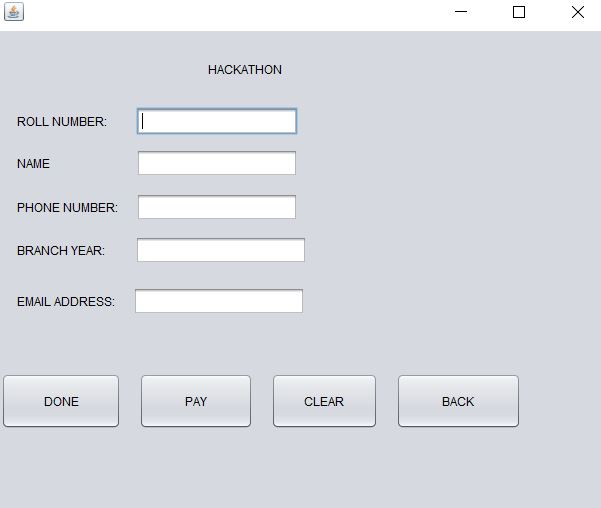 HACKATHON
ROLL NUMBER:
NAME
PHONE NUMBER:
BRANCH YEAR:
EMAIL ADDRESS:
DONE PAY CLEAR BACK